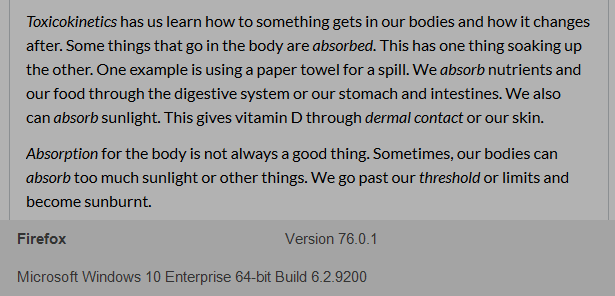 Toxicokinetics has us learn how to something gets in our bodies and how it changes
after. Some things that go in the body are absorbed. This has one thing soaking up
the other. One example is using a paper towel for a spill. We absorb nutrients and
our food through the digestive system or our stomach and intestines. We also
can absorb sunlight. This gives vitamin D through dermal contact or our skin.
Absorption for the body is not always a good thing. Sometimes, our bodies can
absorb too much sunlight or other things. We go past our threshold or limits and
become sunburnt.
Firefox Version 76.0.1
Microsoft Windows 10 Enterprise 64-bit Build 6.2.9200